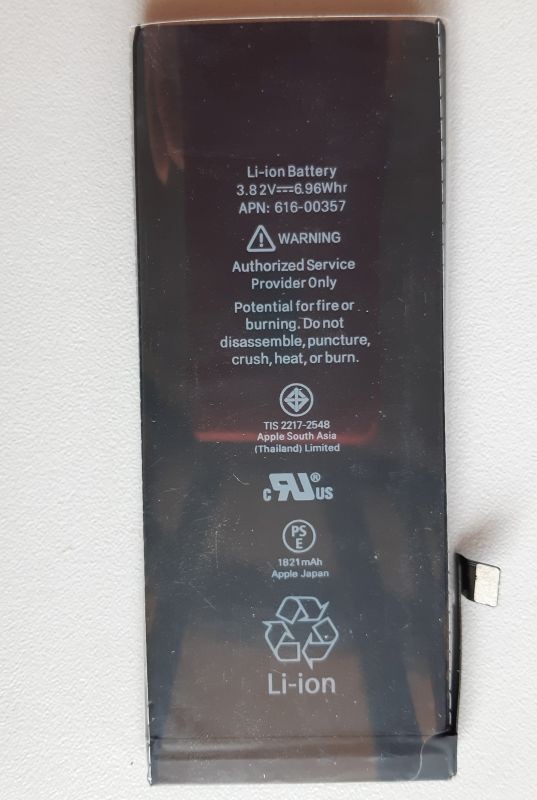 Li-ion Battery
3.82V⎓6.96Whr
APN: 616-00357
WARNING
Authorized Service
Provider Only
Potential for fire or
burning. Do not
disassemble, puncture,
crush, heat, or burn.
TIS 2217-2548
Apple South Asia
(Thailand) Limited
c RU® US
PS
E
1821mAh
Apple Japan
Li-ion